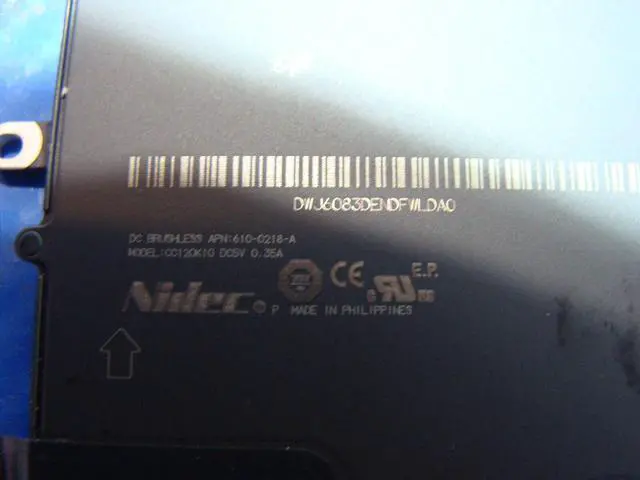 DWJ6083DENDFWLDA0
DC BRUSHLESS APN:610-0218-A
MODEL:CC120K10 DC5V 0.35A
CE
E.P.
Nidec
P MADE IN PHILIPPINES